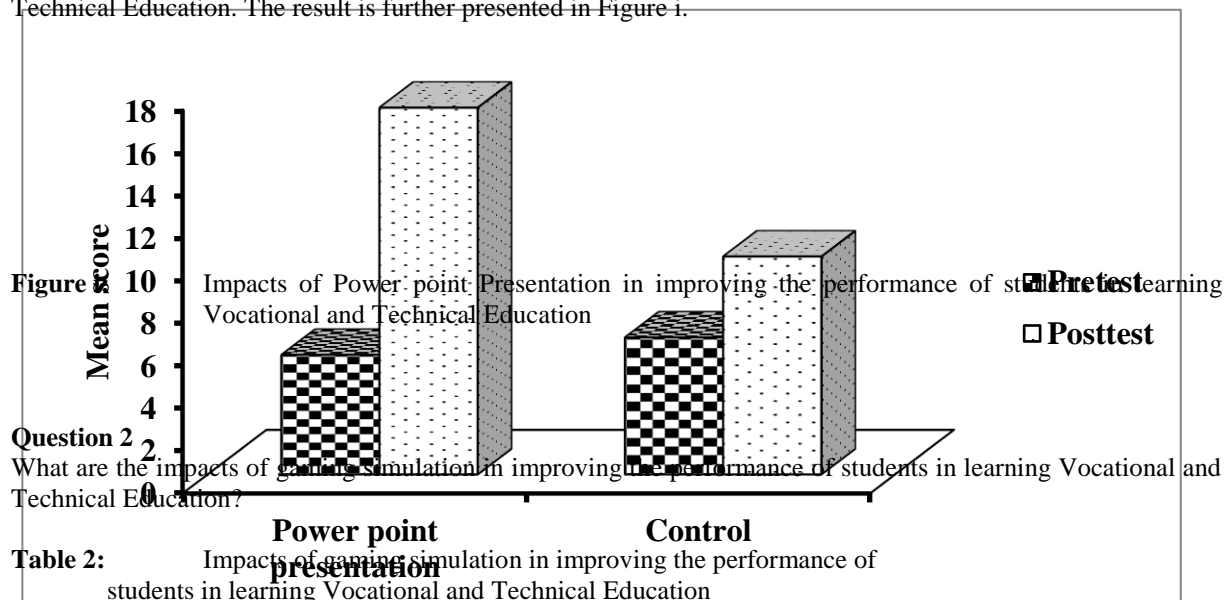 Technical Education. The result is further presented in Figure i.
18
16
14
12
10
8
6
4
2
0
Mean score
Power point
presentation
Control
Pretest
Posttest
Figure i: Impacts of Power point Presentation in improving the performance of students in learning
Vocational and Technical Education
Question 2
What are the impacts of gaming simulation in improving the performance of students in learning Vocational and
Technical Education?
Table 2: Impacts of gaming simulation in improving the performance of
students in learning Vocational and Technical Education